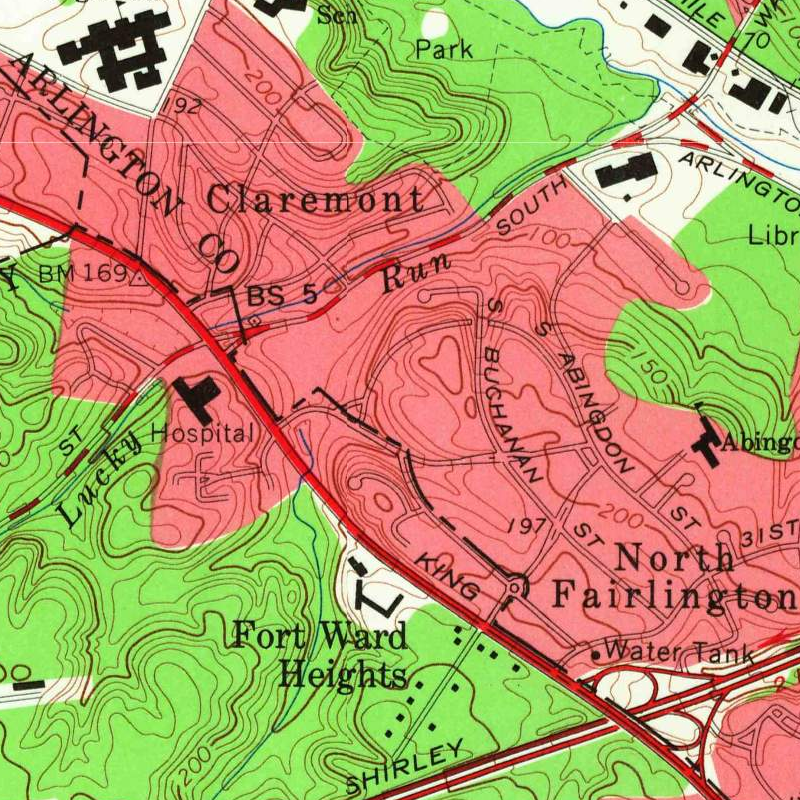 Sch
MILE
Park
70
200
192
ARLINGTON CO
Claremont
SOUTH
ARLINGTO
Libr
100
Run
BM 169
BS 5
S BUCHANAN ST
S ABINGDON ST
150
Abingd
ST
Lucky
Hospital
200
197
31ST
North
Fairlington
KING
Fort Ward
Heights
Water Tank
SHIRLEY
200